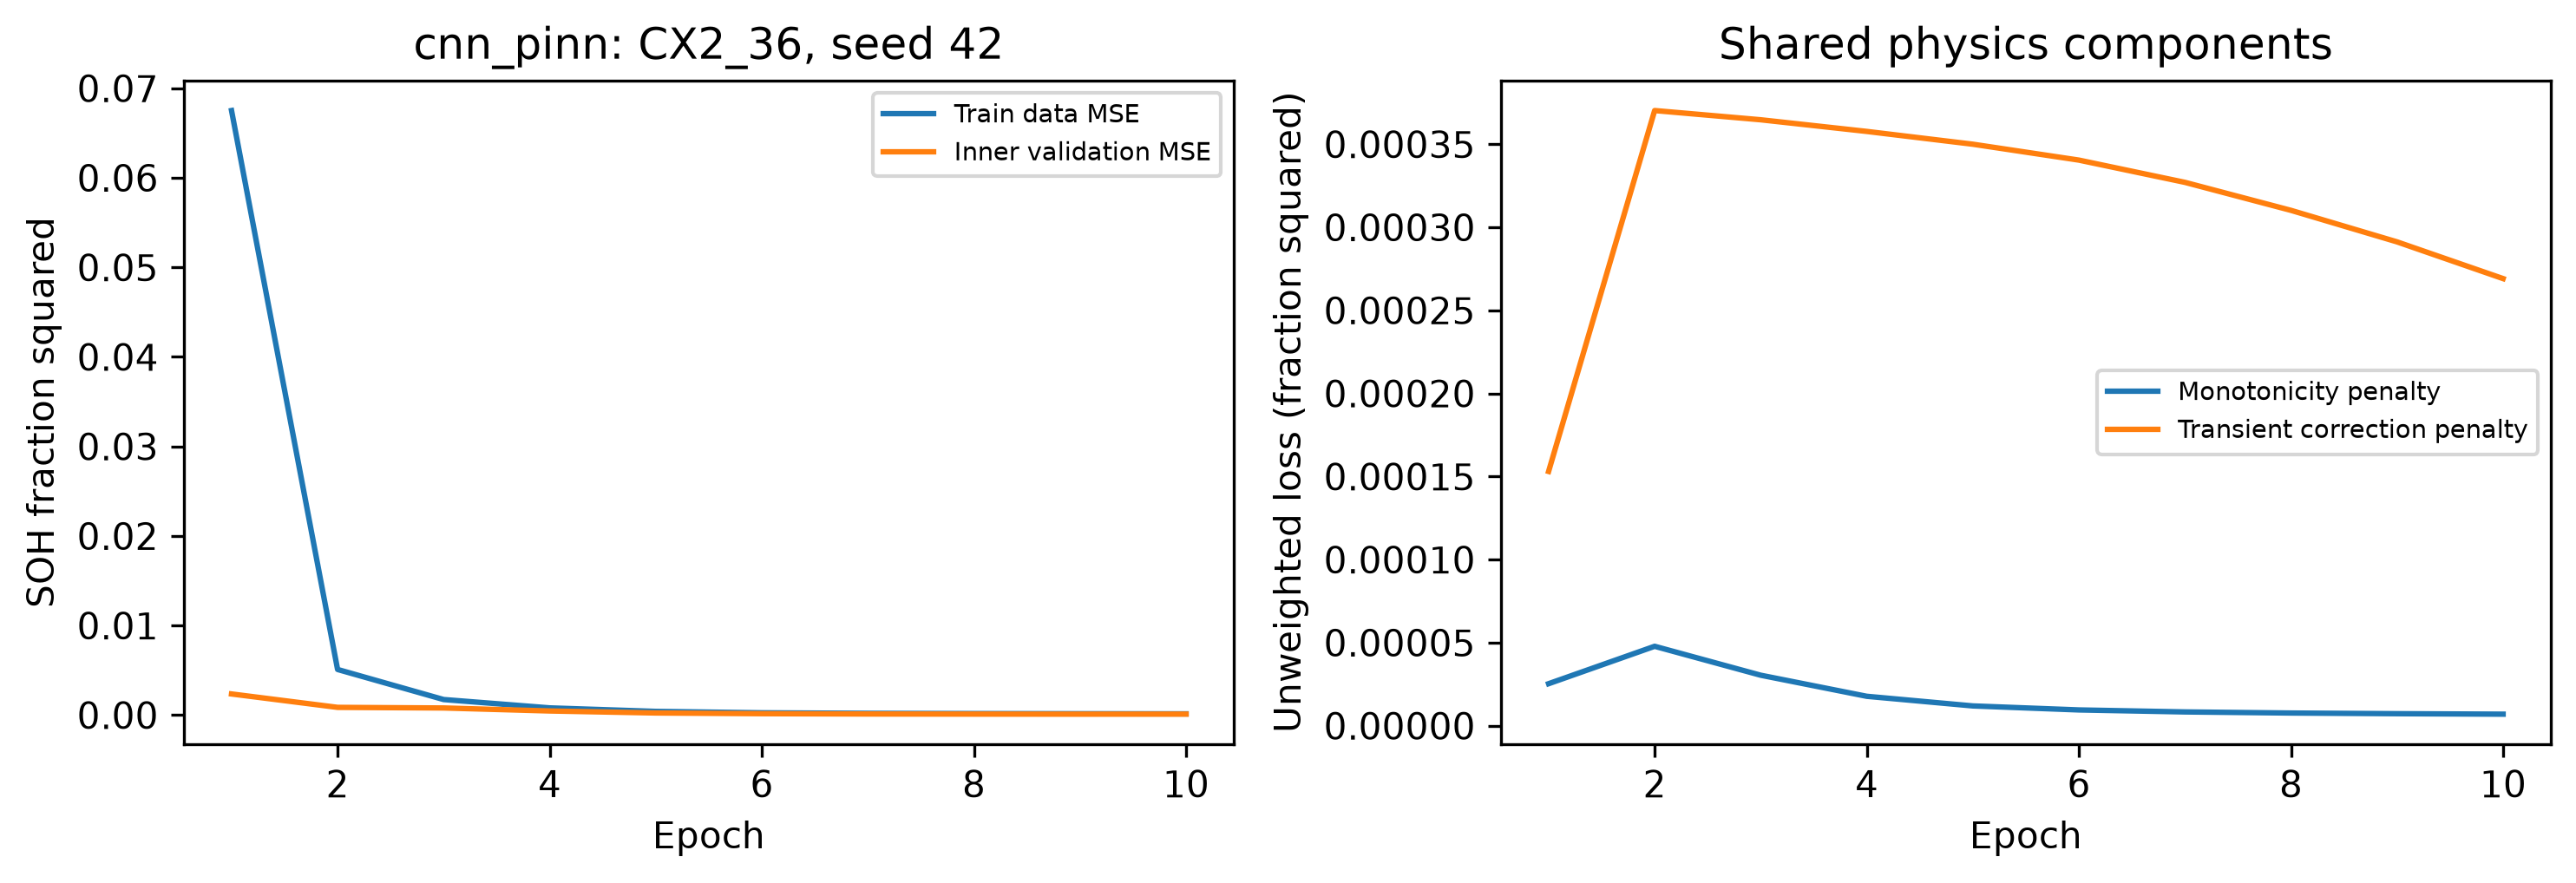 cnn_pinn: CX2_36, seed 42
SOH fraction squared
0.07
0.06
0.05
0.04
0.03
0.02
0.01
0.00
Train data MSE
Inner validation MSE
2 4 6 8 10
Epoch
Shared physics components
Unweighted loss (fraction squared)
0.00035
0.00030
0.00025
0.00020
0.00015
0.00010
0.00005
0.00000
Monotonicity penalty
Transient correction penalty
2 4 6 8 10
Epoch